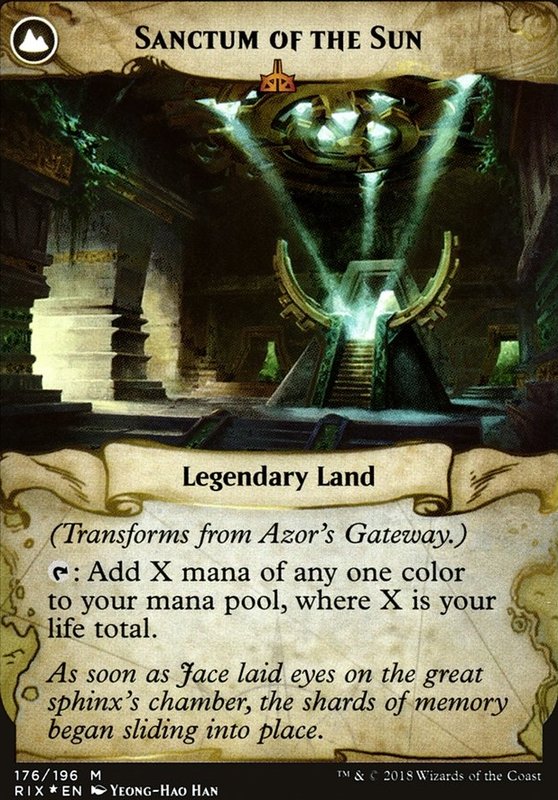 Sanctum of the Sun
Legendary Land
(Transforms from Azor's Gateway.)
: Add X mana of any one color
to your mana pool, where X is your
life total.
As soon as Jace laid eyes on the great
sphinx's chamber, the shards of memory
began sliding into place.
176/196 M
RIX★EN Yeong-Hao Han
™ & © 2018 Wizards of the Coast